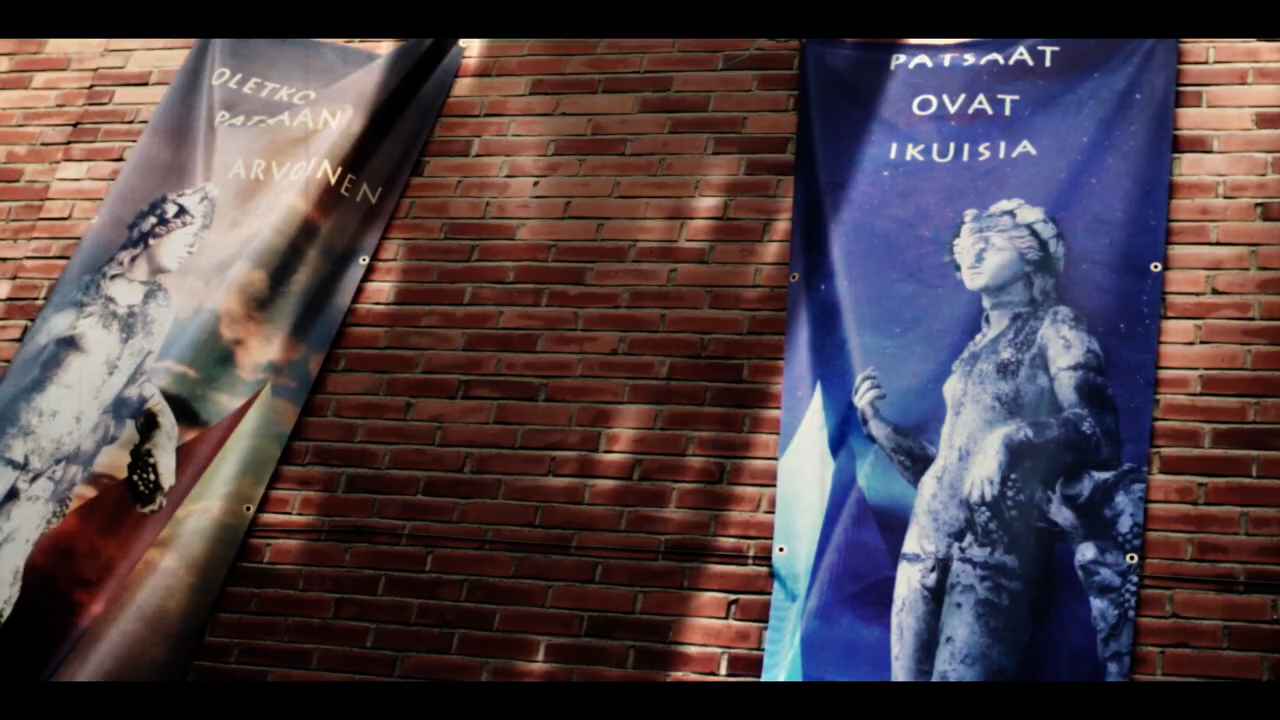 OLETKO
PATSAAN
ARVOINEN
PATSAAT
OVAT
IKUISIA